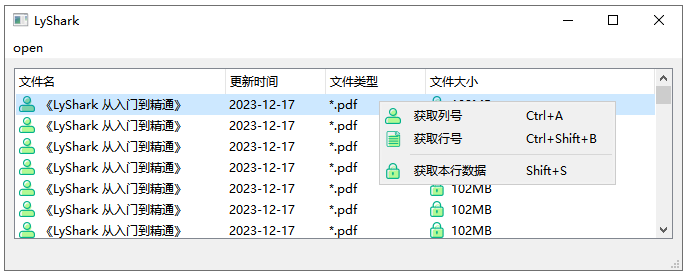 LyShark
open
文件名 更新时间 文件类型 文件大小
《LyShark 从入门到精通》 2023-12-17 *.pdf
《LyShark 从入门到精通》 2023-12-17 *.pdf 获取列号 Ctrl+A
《LyShark 从入门到精通》 2023-12-17 *.pdf 获取行号 Ctrl+Shift+B
《LyShark 从入门到精通》 2023-12-17 *.pdf 获取本行数据 Shift+S
《LyShark 从入门到精通》 2023-12-17 *.pdf 102MB
《LyShark 从入门到精通》 2023-12-17 *.pdf 102MB
《LyShark 从入门到精通》 2023-12-17 *.pdf 102MB